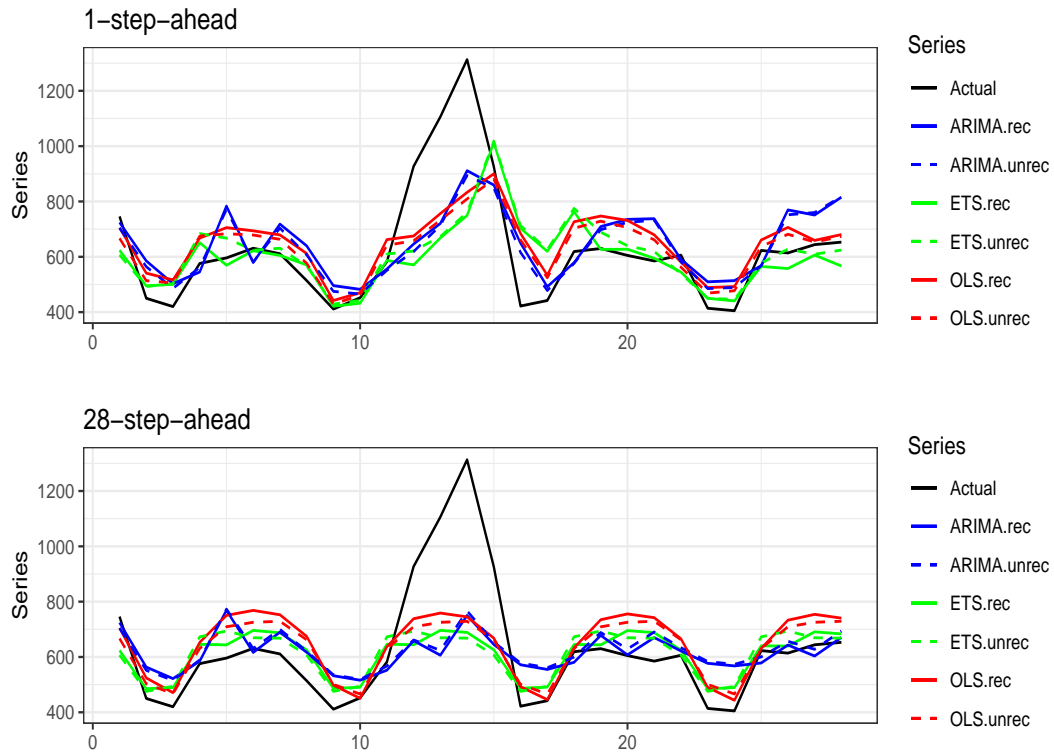 1−step−ahead
Series
1200
1000
800
600
400
0
10
20
Series
Actual
ARIMA.rec
ARIMA.unrec
ETS.rec
ETS.unrec
OLS.rec
OLS.unrec
28−step−ahead
Series
1200
1000
800
600
400
0
10
20
Series
Actual
ARIMA.rec
ARIMA.unrec
ETS.rec
ETS.unrec
OLS.rec
OLS.unrec